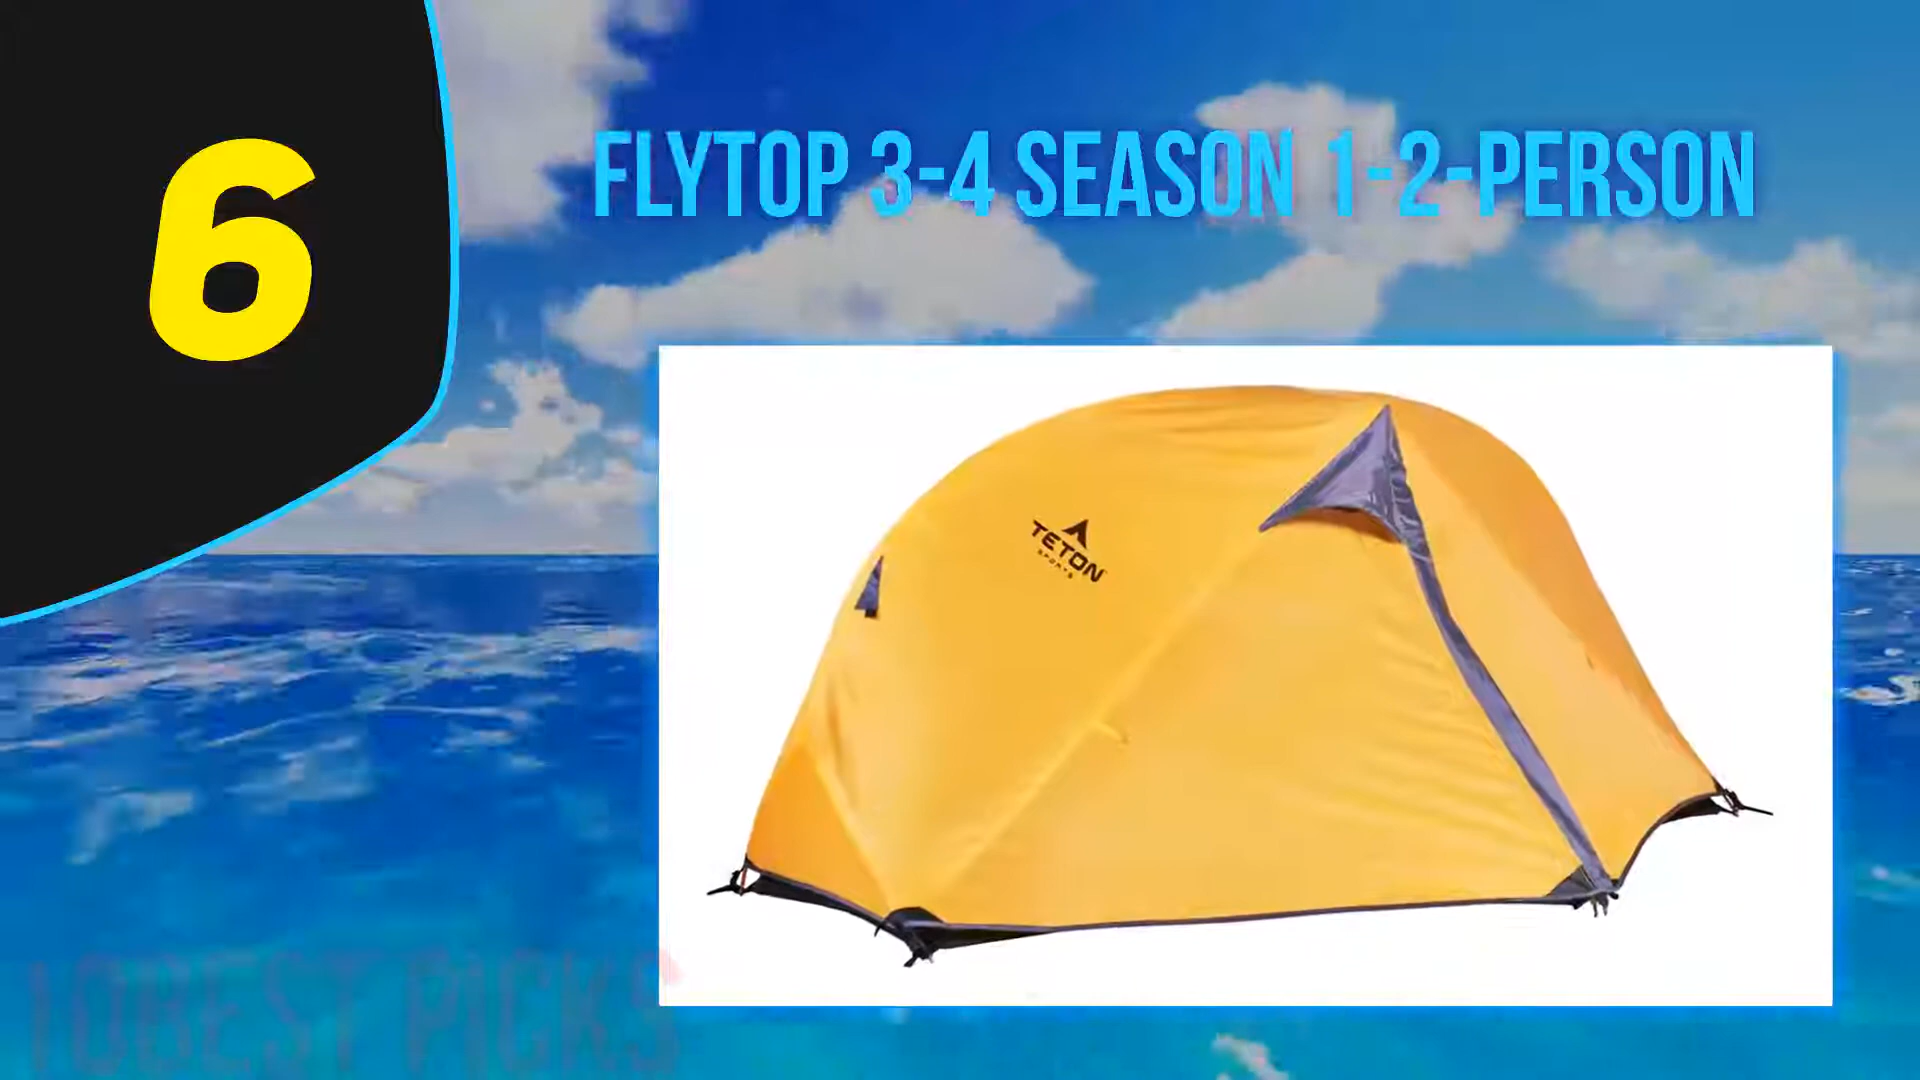 6
FLYTOP 3-4 SEASON 1-2-PERSON
TETON
SPORTS
10BEST PICKS